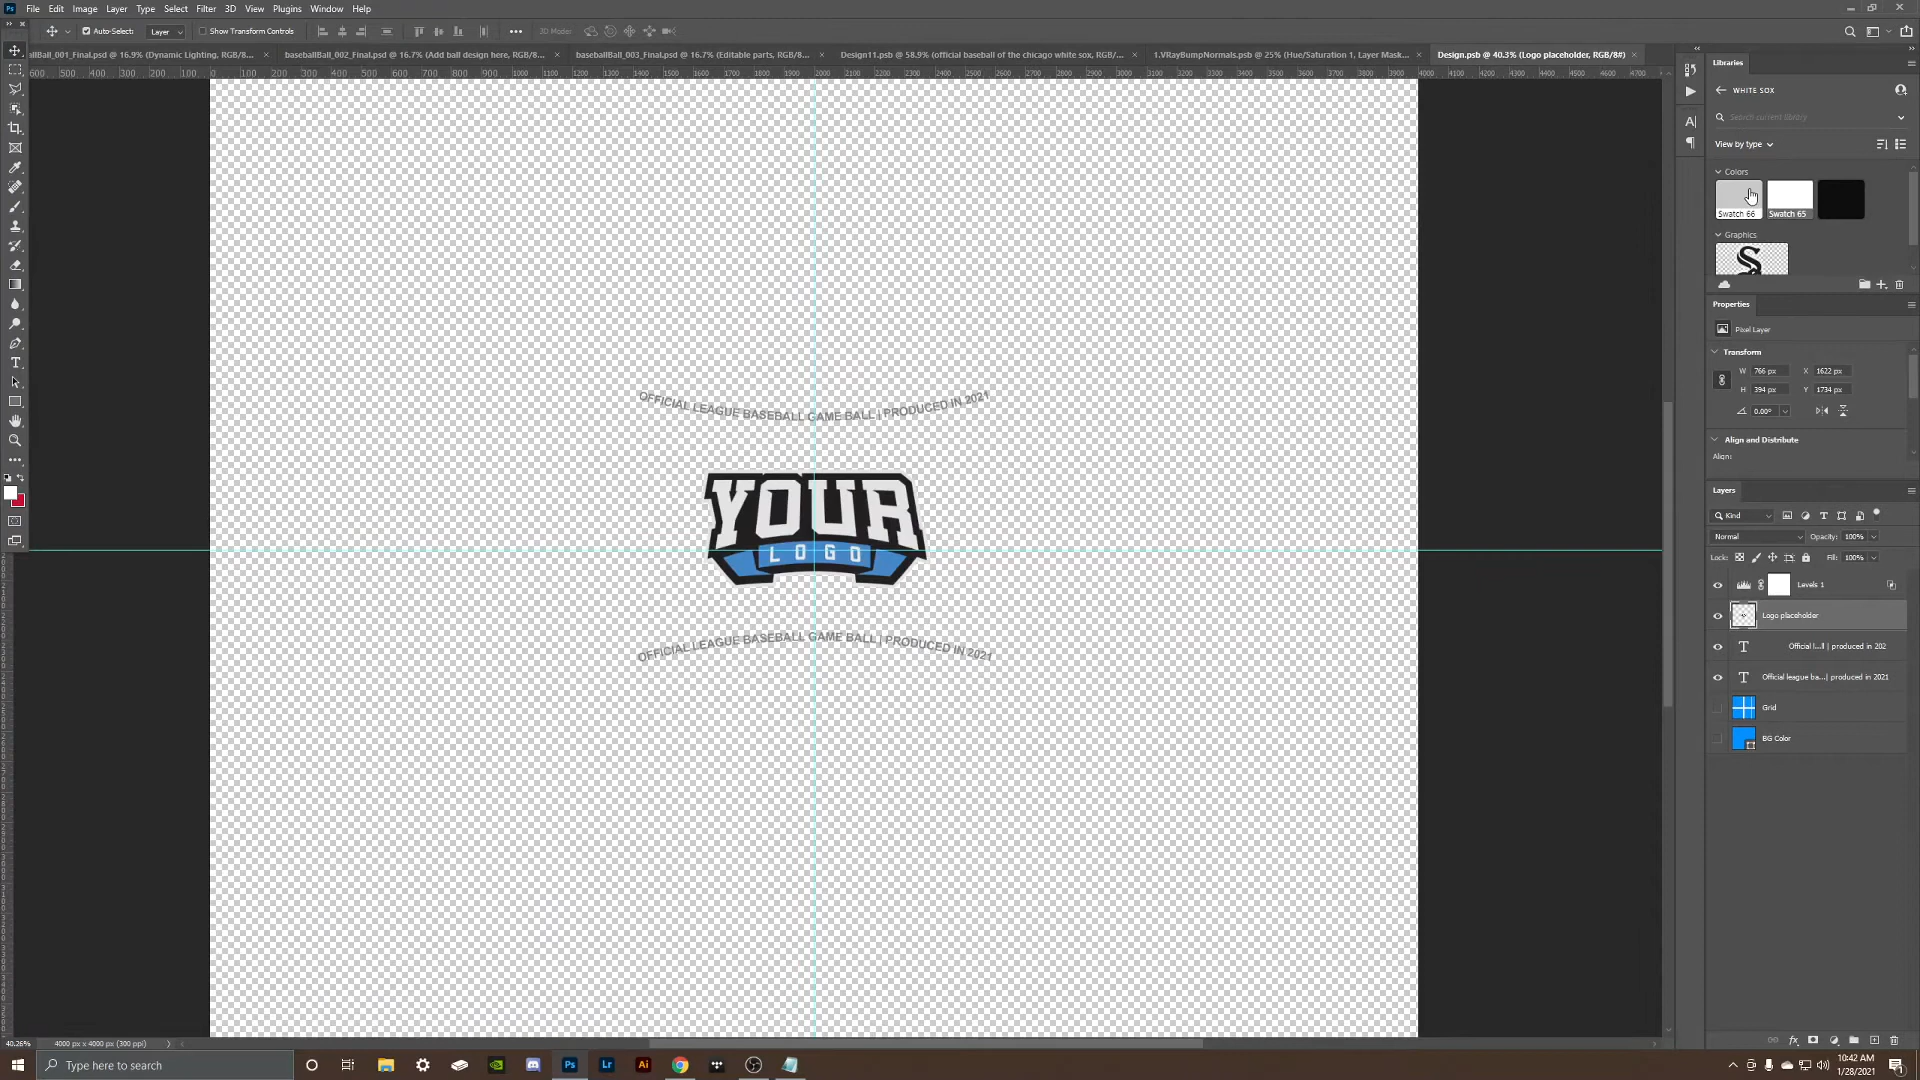 File Edit Image Layer Type Select Filter 3D View Plugins Window Help
Auto-Select: Layer Show Transform Controls 3D Mode:
allBall_001_Final.psd @ 16.9% (Dynamic Lighting, RGB/8... baseballBall_002_Final.psd @ 16.7% (Add ball design here, RGB/8... baseballBall_003_Final.psd @ 16.7% (Editable parts, RGB/8... Design11.psb @ 58.9% (official baseball of the chicago white sox, RGB/... 1.VRayBumpNormals.psb @ 25% (Hue/Saturation 1, Layer Mask... Design.psb @ 40.3% (Logo placeholder, RGB/8#)
Libraries
WHITE SOX
Search current library
View by type
Colors
Swatch 66 Swatch 65
Graphics
Properties
Pixel Layer
Transform
W 766 px X 1622 px
H 394 px Y 1734 px
0.00°
Align and Distribute
Align:
OFFICIAL LEAGUE BASEBALL GAME BALL | PRODUCED IN 2021
YOUR
LOGO
OFFICIAL LEAGUE BASEBALL GAME BALL | PRODUCED IN 2021
Layers
Kind
Normal Opacity: 100%
Lock: Fill: 100%
Levels 1
Logo placeholder
Official l...l | produced in 202
Official league ba...| produced in 2021
Grid
BG Color
40.26% 4000 px x 4000 px (300 ppi)
Type here to search
10:42 AM
1/28/2021